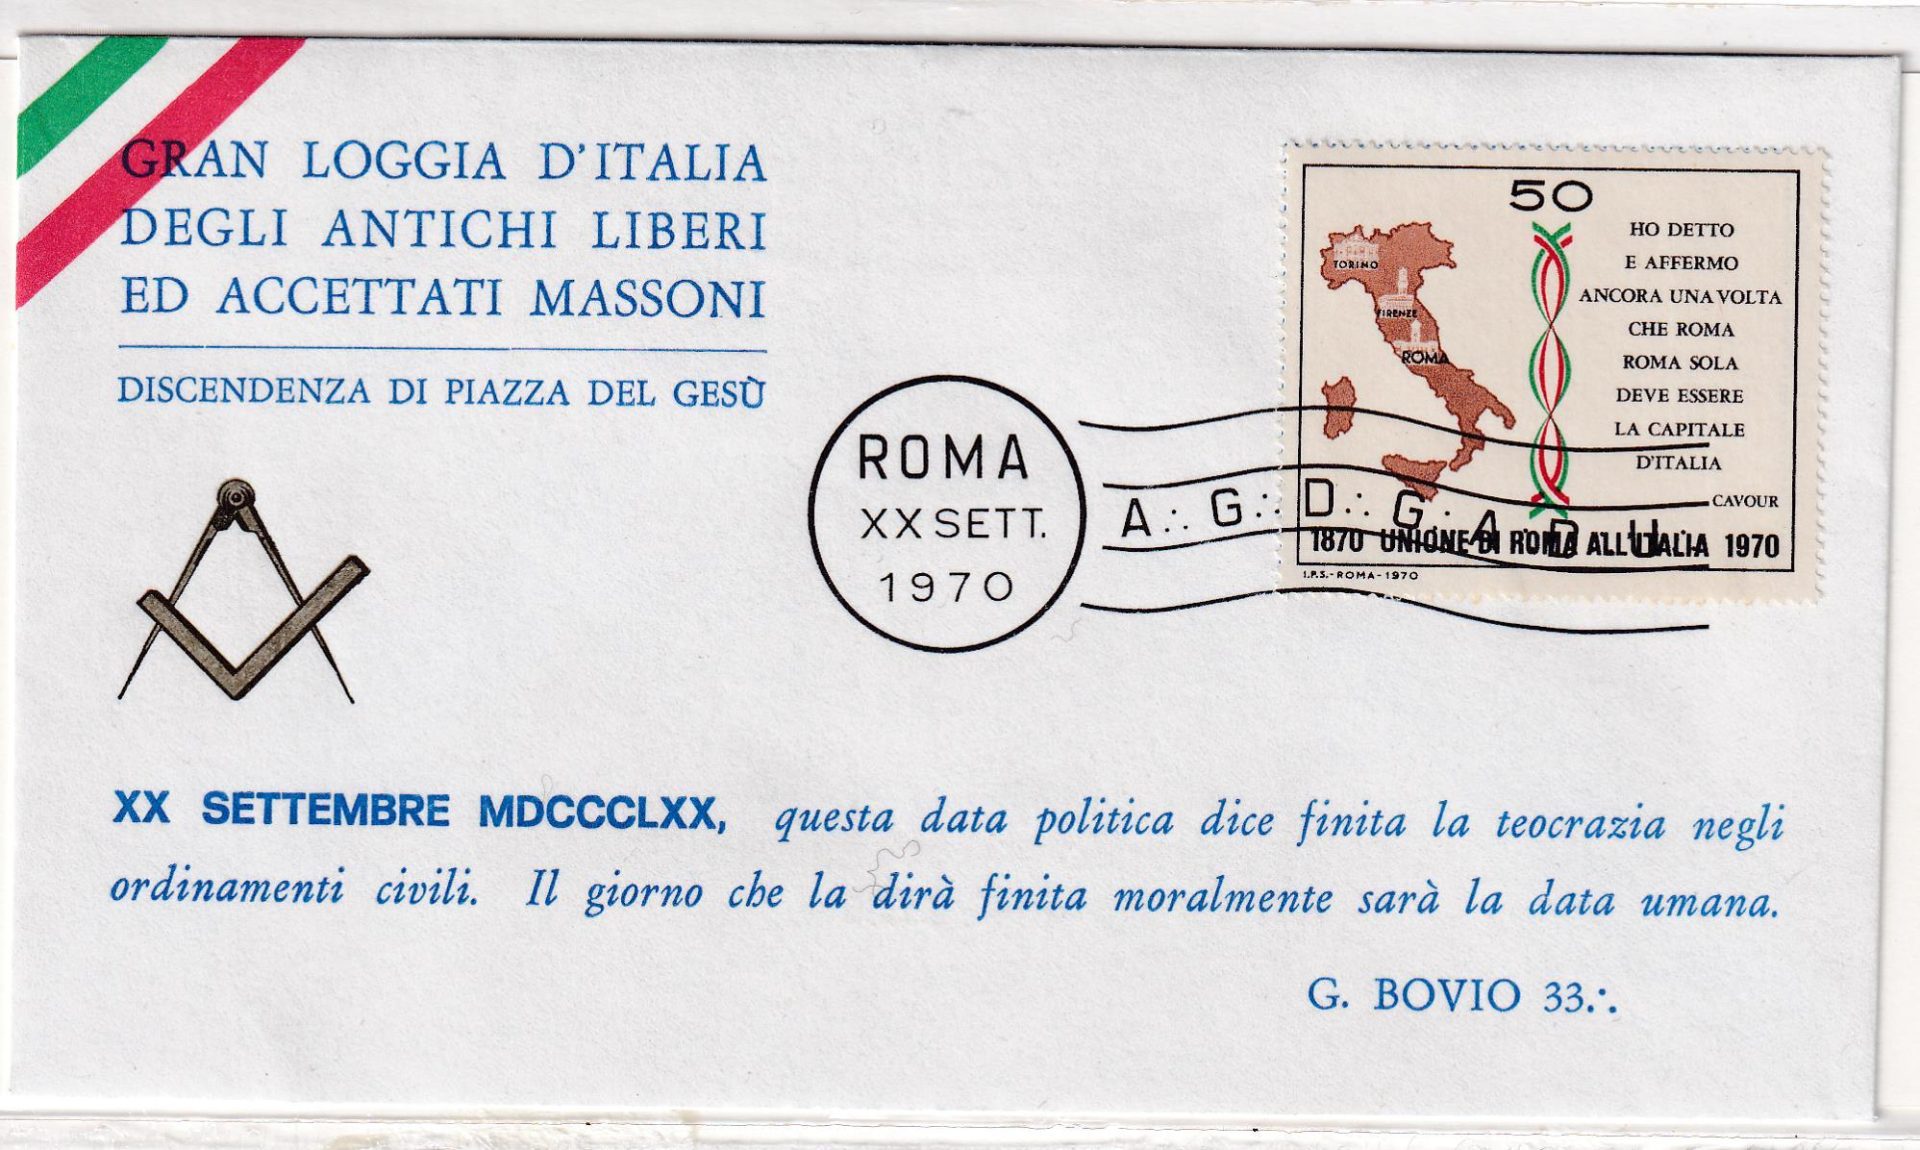 GRAN LOGGIA D'ITALIA
DEGLI ANTICHI LIBERI
ED ACCETTATI MASSONI
DISCENDENZA DI PIAZZA DEL GESÙ
50
HO DETTO
E AFFERMO
ANCORA UNA VOLTA
CHE ROMA
ROMA SOLA
DEVE ESSERE
LA CAPITALE
D'ITALIA
CAVOUR
TORINO
FIRENZE
ROMA
1870 UNIONE DI ROMA ALL'ITALIA 1970
I.P.S.-ROMA-1970
ROMA
XX SETT.
1970
A∴ G∴ D∴ G∴ A∴ D∴ U∴
XX SETTEMBRE MDCCCLXX, questa data politica dice finita la teocrazia negli
ordinamenti civili. Il giorno che la dirà finita moralmente sarà la data umana.
G. BOVIO 33∴